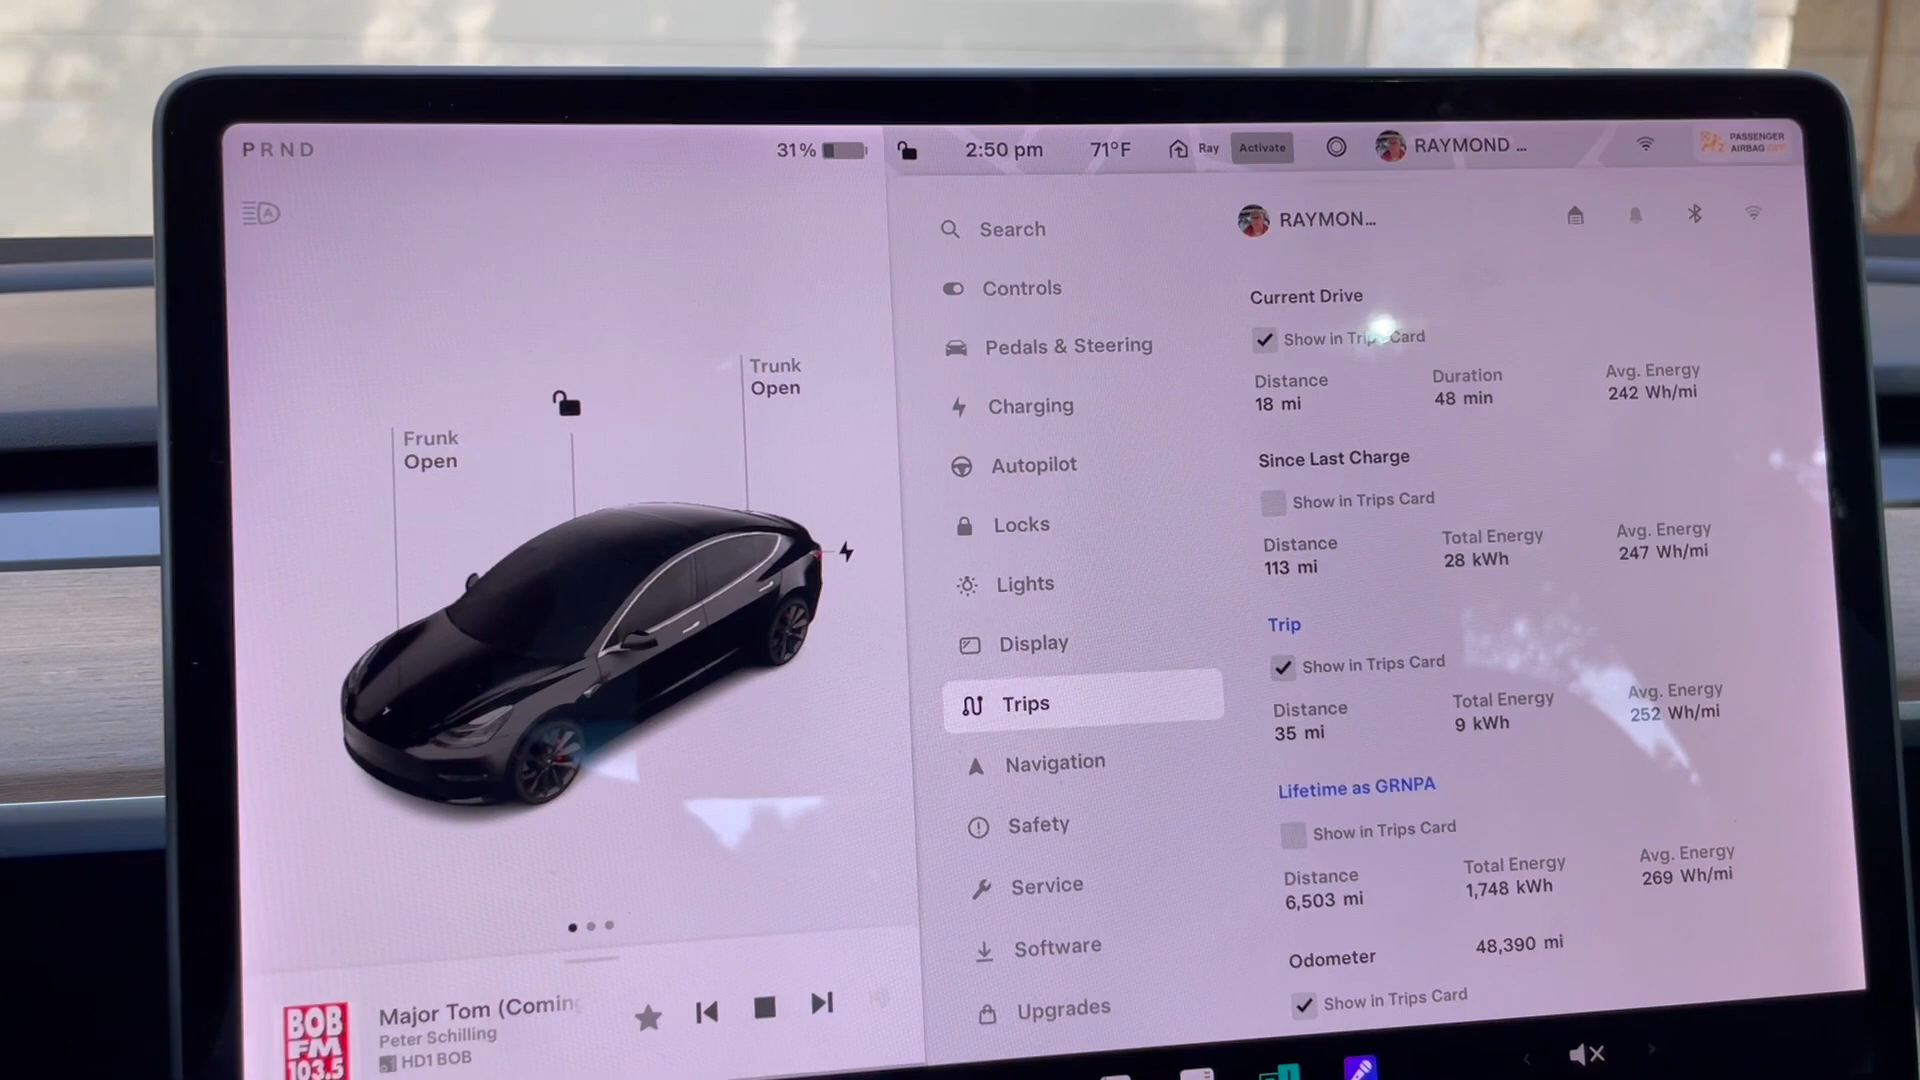 PRND
31%
2:50 pm
71°F
Ray
Activate
RAYMOND ...
PASSENGER
AIRBAG OFF
Trunk
Open
Frunk
Open
Major Tom (Coming
Peter Schilling
HD1 BOB
BOB
FM
103.5
Search
Controls
Pedals & Steering
Charging
Autopilot
Locks
Lights
Display
Trips
Navigation
Safety
Service
Software
Upgrades
RAYMON...
Current Drive
Show in Trips Card
Distance Duration Avg. Energy
18 mi 48 min 242 Wh/mi
Since Last Charge
Show in Trips Card
Distance Total Energy Avg. Energy
113 mi 28 kWh 247 Wh/mi
Trip
Show in Trips Card
Distance Total Energy Avg. Energy
35 mi 9 kWh 252 Wh/mi
Lifetime as GRNPA
Show in Trips Card
Distance Total Energy Avg. Energy
6,503 mi 1,748 kWh 269 Wh/mi
Odometer 48,390 mi
Show in Trips Card